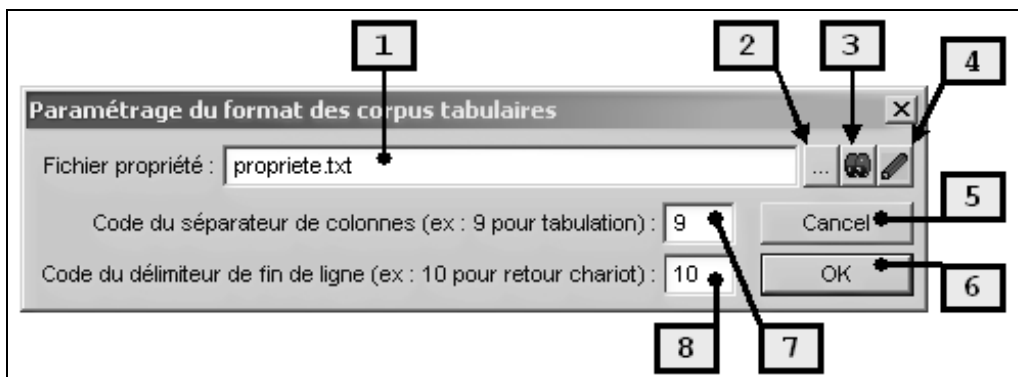 1 2 3 4
Paramétrage du format des corpus tabulaires
Fichier propriété : propriete.txt ...
5
Code du séparateur de colonnes (ex : 9 pour tabulation) : 9 Cancel
Code du délimiteur de fin de ligne (ex : 10 pour retour chariot) : 10 OK
6
8 7